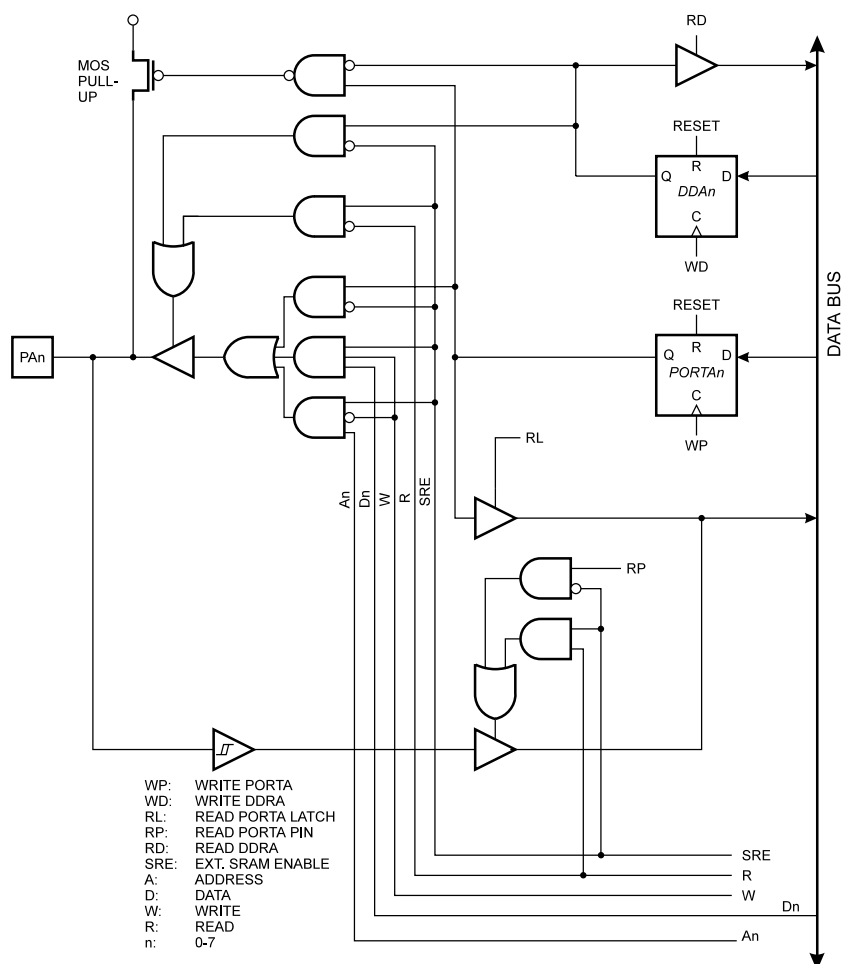 RD
MOS
PULL-
UP
RESET
R
Q
D
DDAn
C
WD
RESET
DATA BUS
PAn
R
Q
D
PORTAn
C
WP
RL
An
Dn
W
R
SRE
RP
WP: WRITE PORTA
WD: WRITE DDRA
RL: READ PORTA LATCH
RP: READ PORTA PIN
RD: READ DDRA
SRE: EXT. SRAM ENABLE
A: ADDRESS
D: DATA
W: WRITE
R: READ
n: 0-7
SRE
R
W
Dn
An